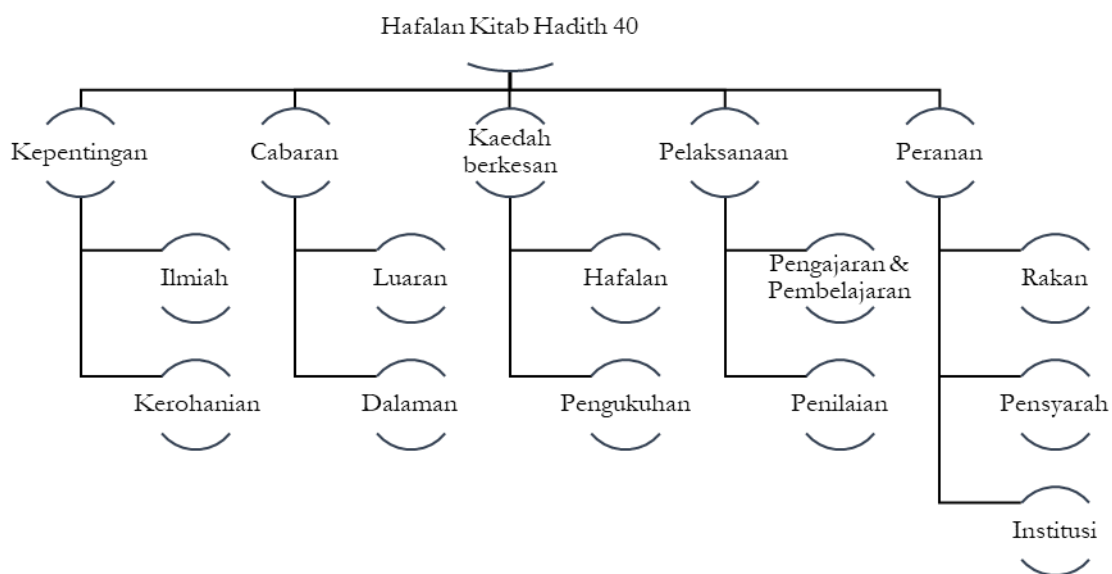 Hafalan Kitab Hadith 40
Kepentingan
Cabaran
Kaedah
berkesan
Pelaksanaan
Peranan
Ilmiah
Luaran
Hafalan
Pengajaran &
Pembelajaran
Rakan
Kerohanian
Dalaman
Pengukuhan
Penilaian
Pensyarah
Institusi